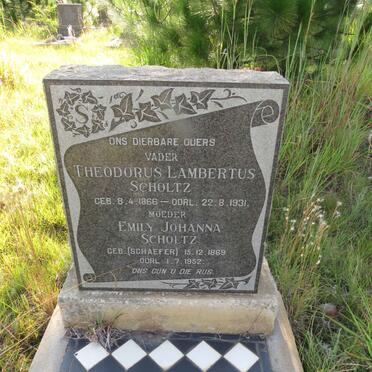 S
ONS DIERBARE OUERS
VADER
THEODORUS LAMBERTUS
SCHOLTZ
GEB. 8.4.1866 — OORL. 22.8.1931.
MOEDER
EMILY JOHANNA
SCHOLTZ
GEB. (SCHAEFER) 15.12.1869
OORL. 1.7.1952.
ONS GUN U DIE RUS.